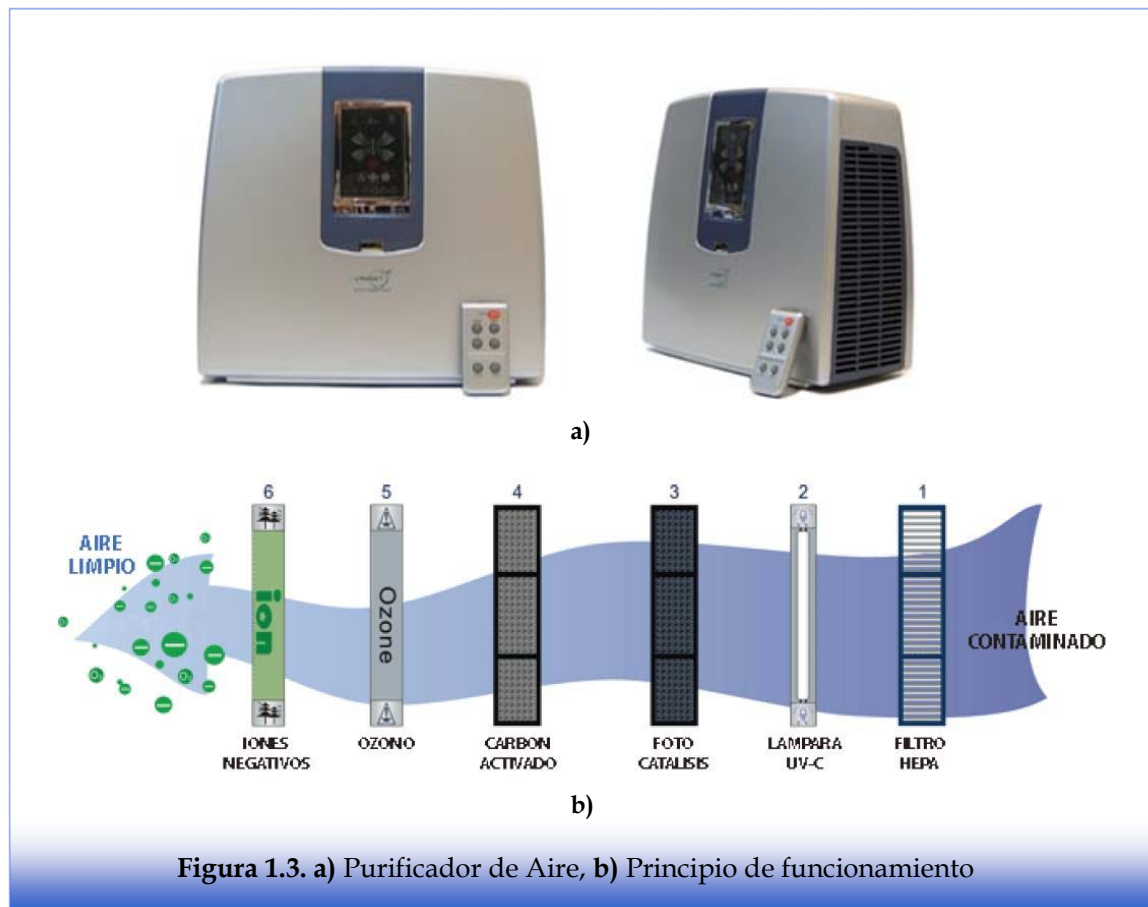 a)
6 5 4 3 2 1
AIRE
LIMPIO
ion
Ozone
AIRE
CONTAMINADO
IONES
NEGATIVOS
OZONO
CARBON
ACTIVADO
FOTO
CATALISIS
LAMPARA
UV-C
FILTRO
HEPA
b)
Figura 1.3. a) Purificador de Aire, b) Principio de funcionamiento